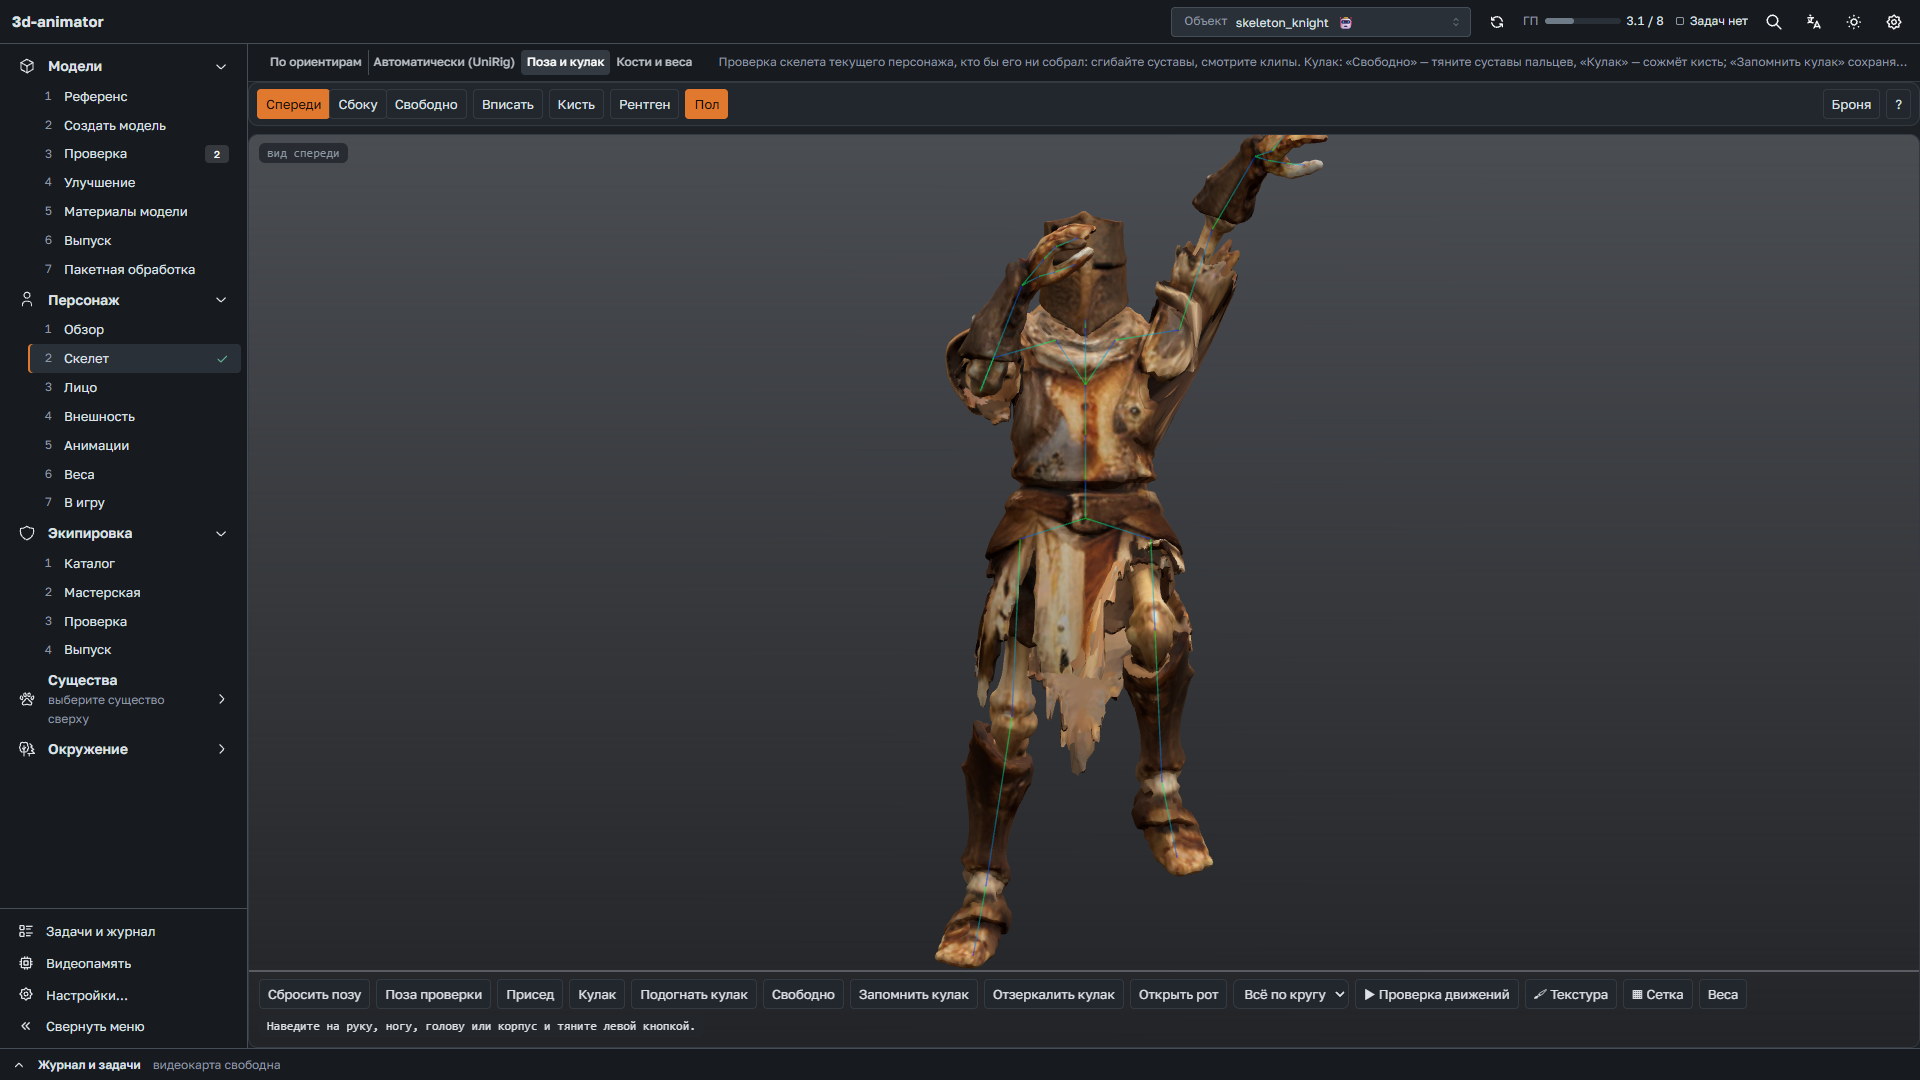 3d-animator
Объект skeleton_knight
ГП 3.1 / 8 Задач нет
Модели
1 Референс
2 Создать модель
3 Проверка 2
4 Улучшение
5 Материалы модели
6 Выпуск
7 Пакетная обработка
Персонаж
1 Обзор
2 Скелет
3 Лицо
4 Внешность
5 Анимации
6 Веса
7 В игру
Экипировка
1 Каталог
2 Мастерская
3 Проверка
4 Выпуск
Существа
выберите существо
сверху
Окружение
Задачи и журнал
Видеопамять
Настройки...
Свернуть меню
По ориентирам Автоматически (UniRig) Поза и кулак Кости и веса Проверка скелета текущего персонажа, кто бы его ни собрал: сгибайте суставы, смотрите клипы. Кулак: «Свободно» — тяните суставы пальцев, «Кулак» — сожмёт кисть; «Запомнить кулак» сохраня...
Спереди Сбоку Свободно Вписать Кисть Рентген Пол Броня ?
вид спереди
Сбросить позу Поза проверки Присед Кулак Подогнать кулак Свободно Запомнить кулак Отзеркалить кулак Открыть рот Всё по кругу Проверка движений Текстура Сетка Веса
Наведите на руку, ногу, голову или корпус и тяните левой кнопкой.
Журнал и задачи видеокарта свободна